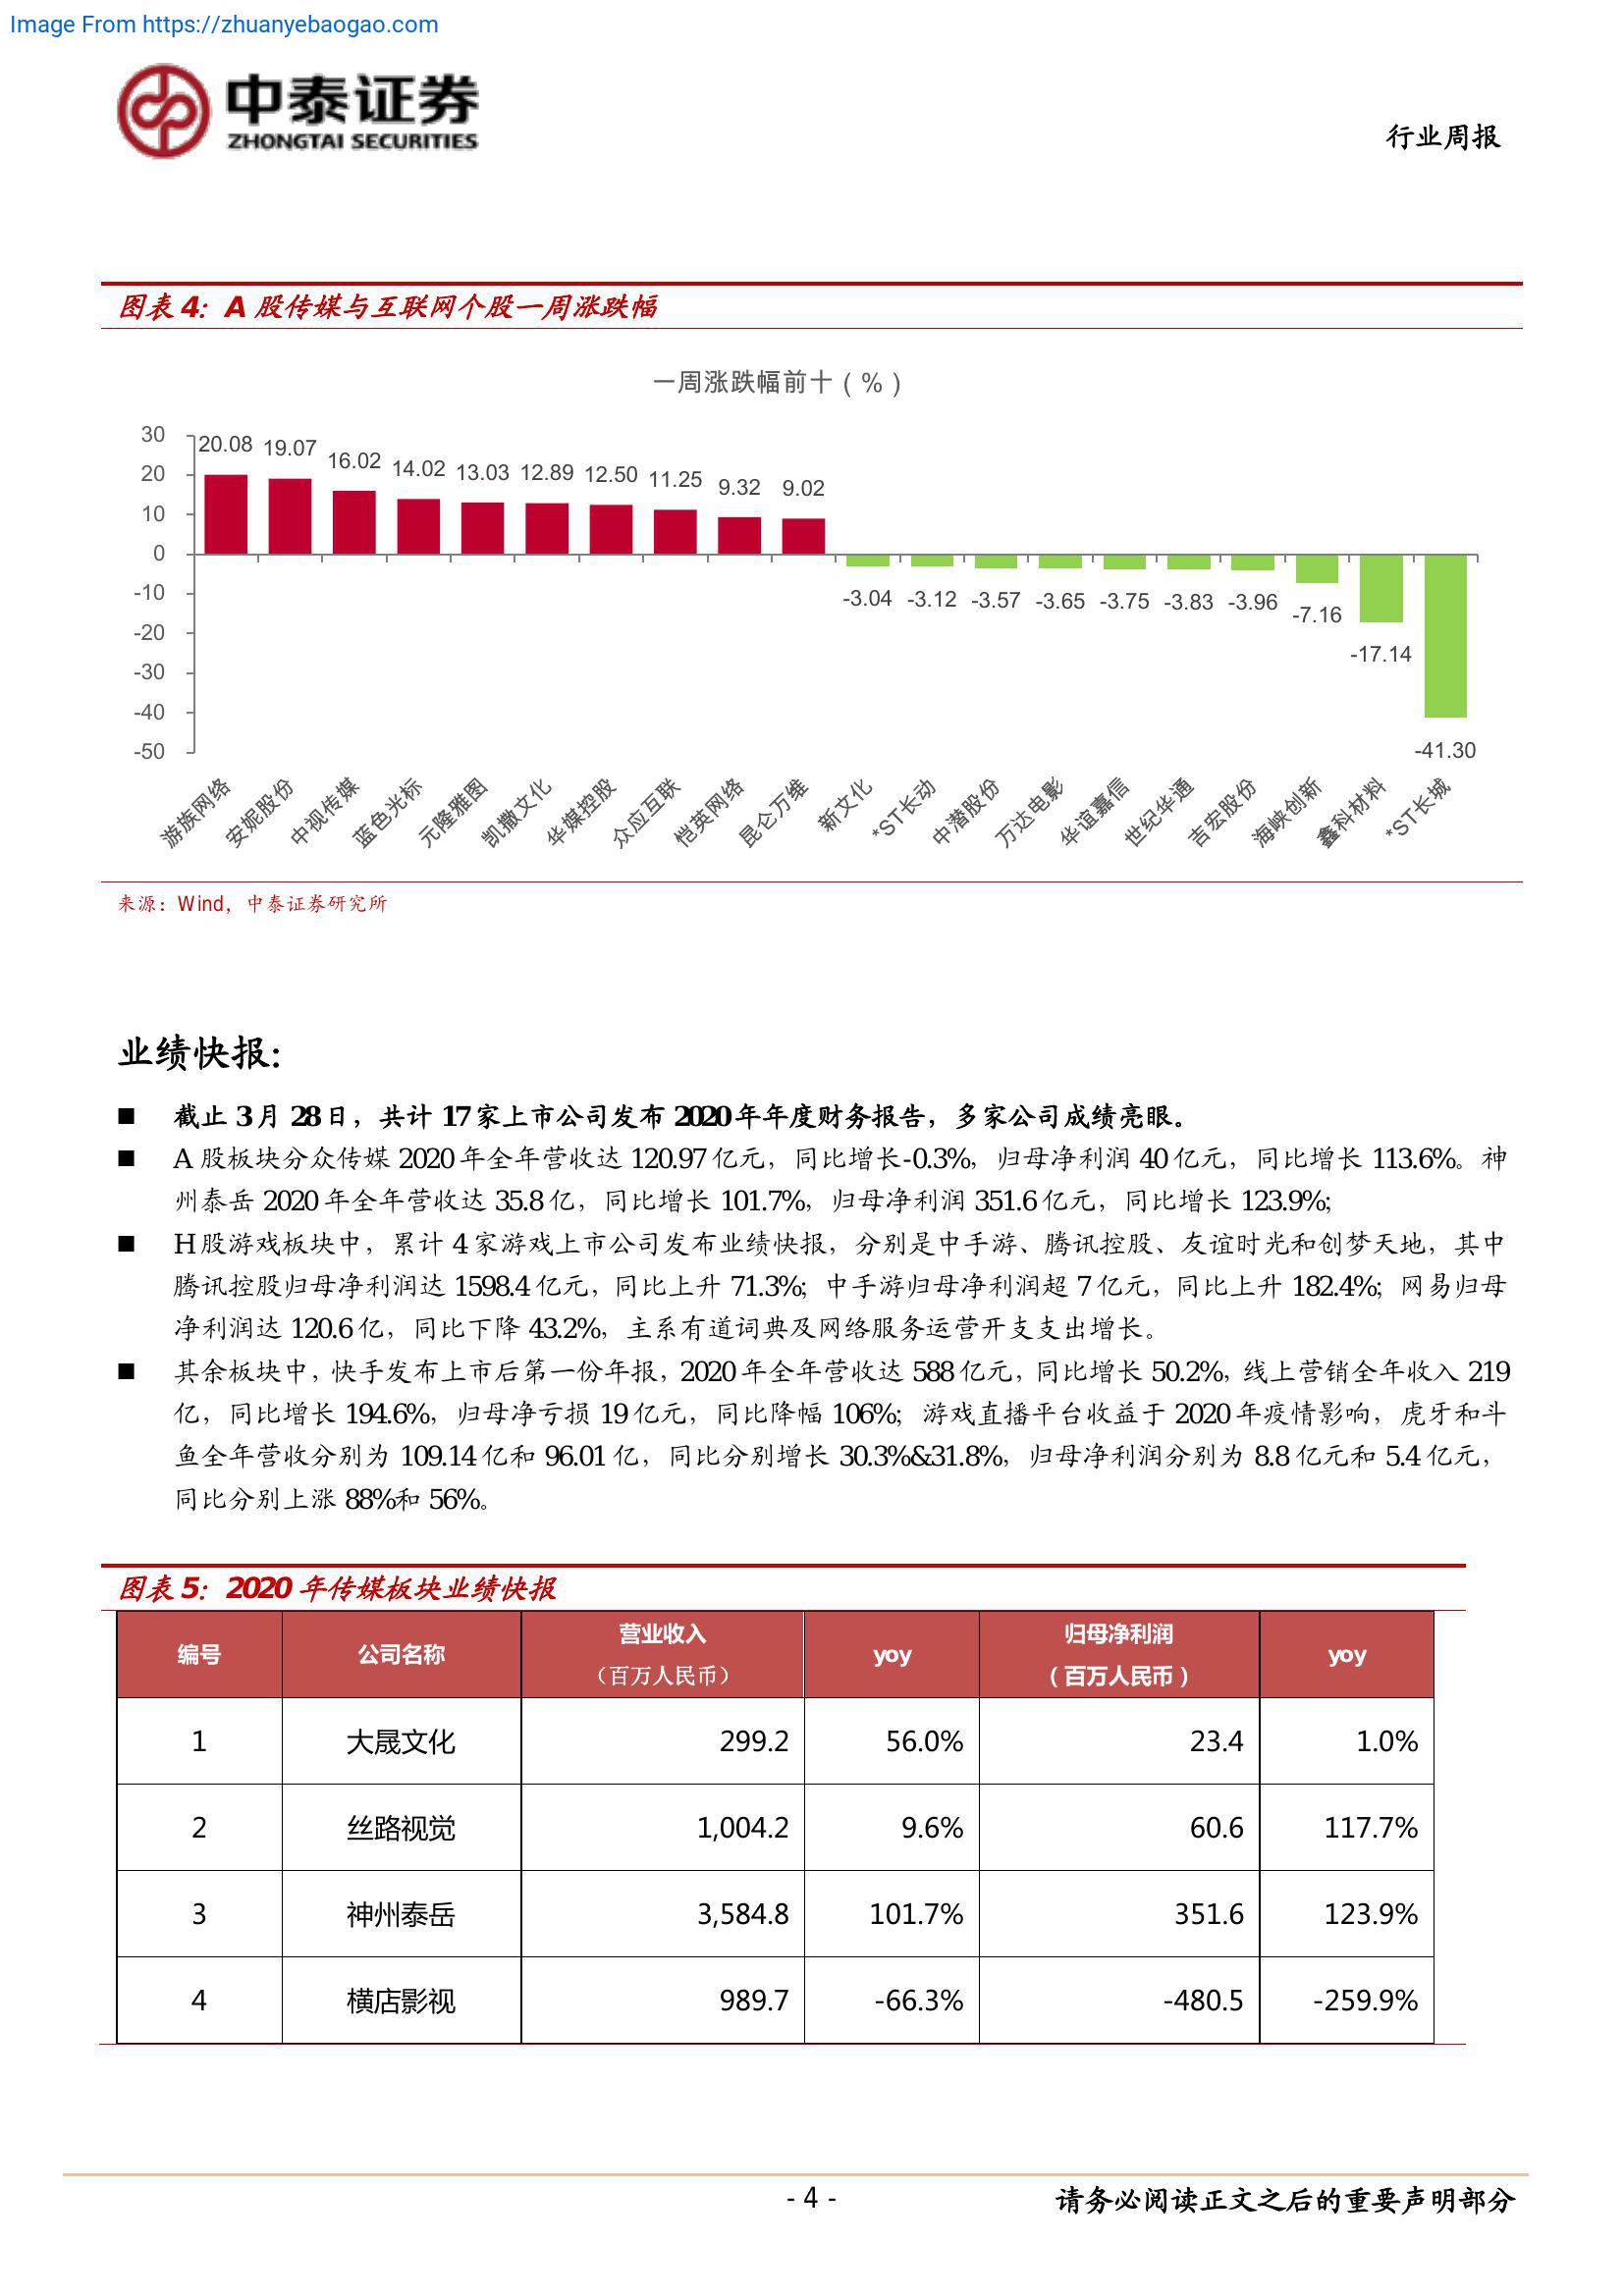 Image From https://zhuanyebaogao.com
中泰证券
ZHONGTAI SECURITIES
行业周报
图表 4：A 股传媒与互联网个股一周涨跌幅
一周涨跌幅前十（%）
30
20
10
0
-10
-20
-30
-40
-50
20.08 19.07 16.02 14.02 13.03 12.89 12.50 11.25 9.32 9.02
-3.04 -3.12 -3.57 -3.65 -3.75 -3.83 -3.96 -7.16 -17.14 -41.30
游族网络 安妮股份 中视传媒 蓝色光标 元隆雅图 凯撒文化 华媒控股 众应互联 恺英网络 昆仑万维 新文化 *ST长动 中潜股份 万达电影 华谊嘉信 世纪华通 吉宏股份 海峡创新 鑫科材料 *ST长城
来源：Wind，中泰证券研究所
业绩快报：
■ 截止 3 月 28 日，共计 17 家上市公司发布 2020 年年度财务报告，多家公司成绩亮眼。
■ A 股板块分众传媒 2020 年全年营收达 120.97 亿元，同比增长-0.3%，归母净利润 40 亿元，同比增长 113.6%。神
州泰岳 2020 年全年营收达 35.8 亿，同比增长 101.7%，归母净利润 351.6 亿元，同比增长 123.9%；
■ H 股游戏板块中，累计 4 家游戏上市公司发布业绩快报，分别是中手游、腾讯控股、友谊时光和创梦天地，其中
腾讯控股归母净利润达 1598.4 亿元，同比上升 71.3%；中手游归母净利润超 7 亿元，同比上升 182.4%；网易归母
净利润达 120.6 亿，同比下降 43.2%，主系有道词典及网络服务运营开支支出增长。
■ 其余板块中，快手发布上市后第一份年报，2020 年全年营收达 588 亿元，同比增长 50.2%，线上营销全年收入 219
亿，同比增长 194.6%，归母净亏损 19 亿元，同比降幅 106%；游戏直播平台收益于 2020 年疫情影响，虎牙和斗
鱼全年营收分别为 109.14 亿和 96.01 亿，同比分别增长 30.3%&31.8%，归母净利润分别为 8.8 亿元和 5.4 亿元，
同比分别上涨 88%和 56%。
图表 5：2020 年传媒板块业绩快报
编号 公司名称 营业收入（百万人民币） yoy 归母净利润（百万人民币） yoy
1 大晟文化 299.2 56.0% 23.4 1.0%
2 丝路视觉 1,004.2 9.6% 60.6 117.7%
3 神州泰岳 3,584.8 101.7% 351.6 123.9%
4 横店影视 989.7 -66.3% -480.5 -259.9%
- 4 -
请务必阅读正文之后的重要声明部分